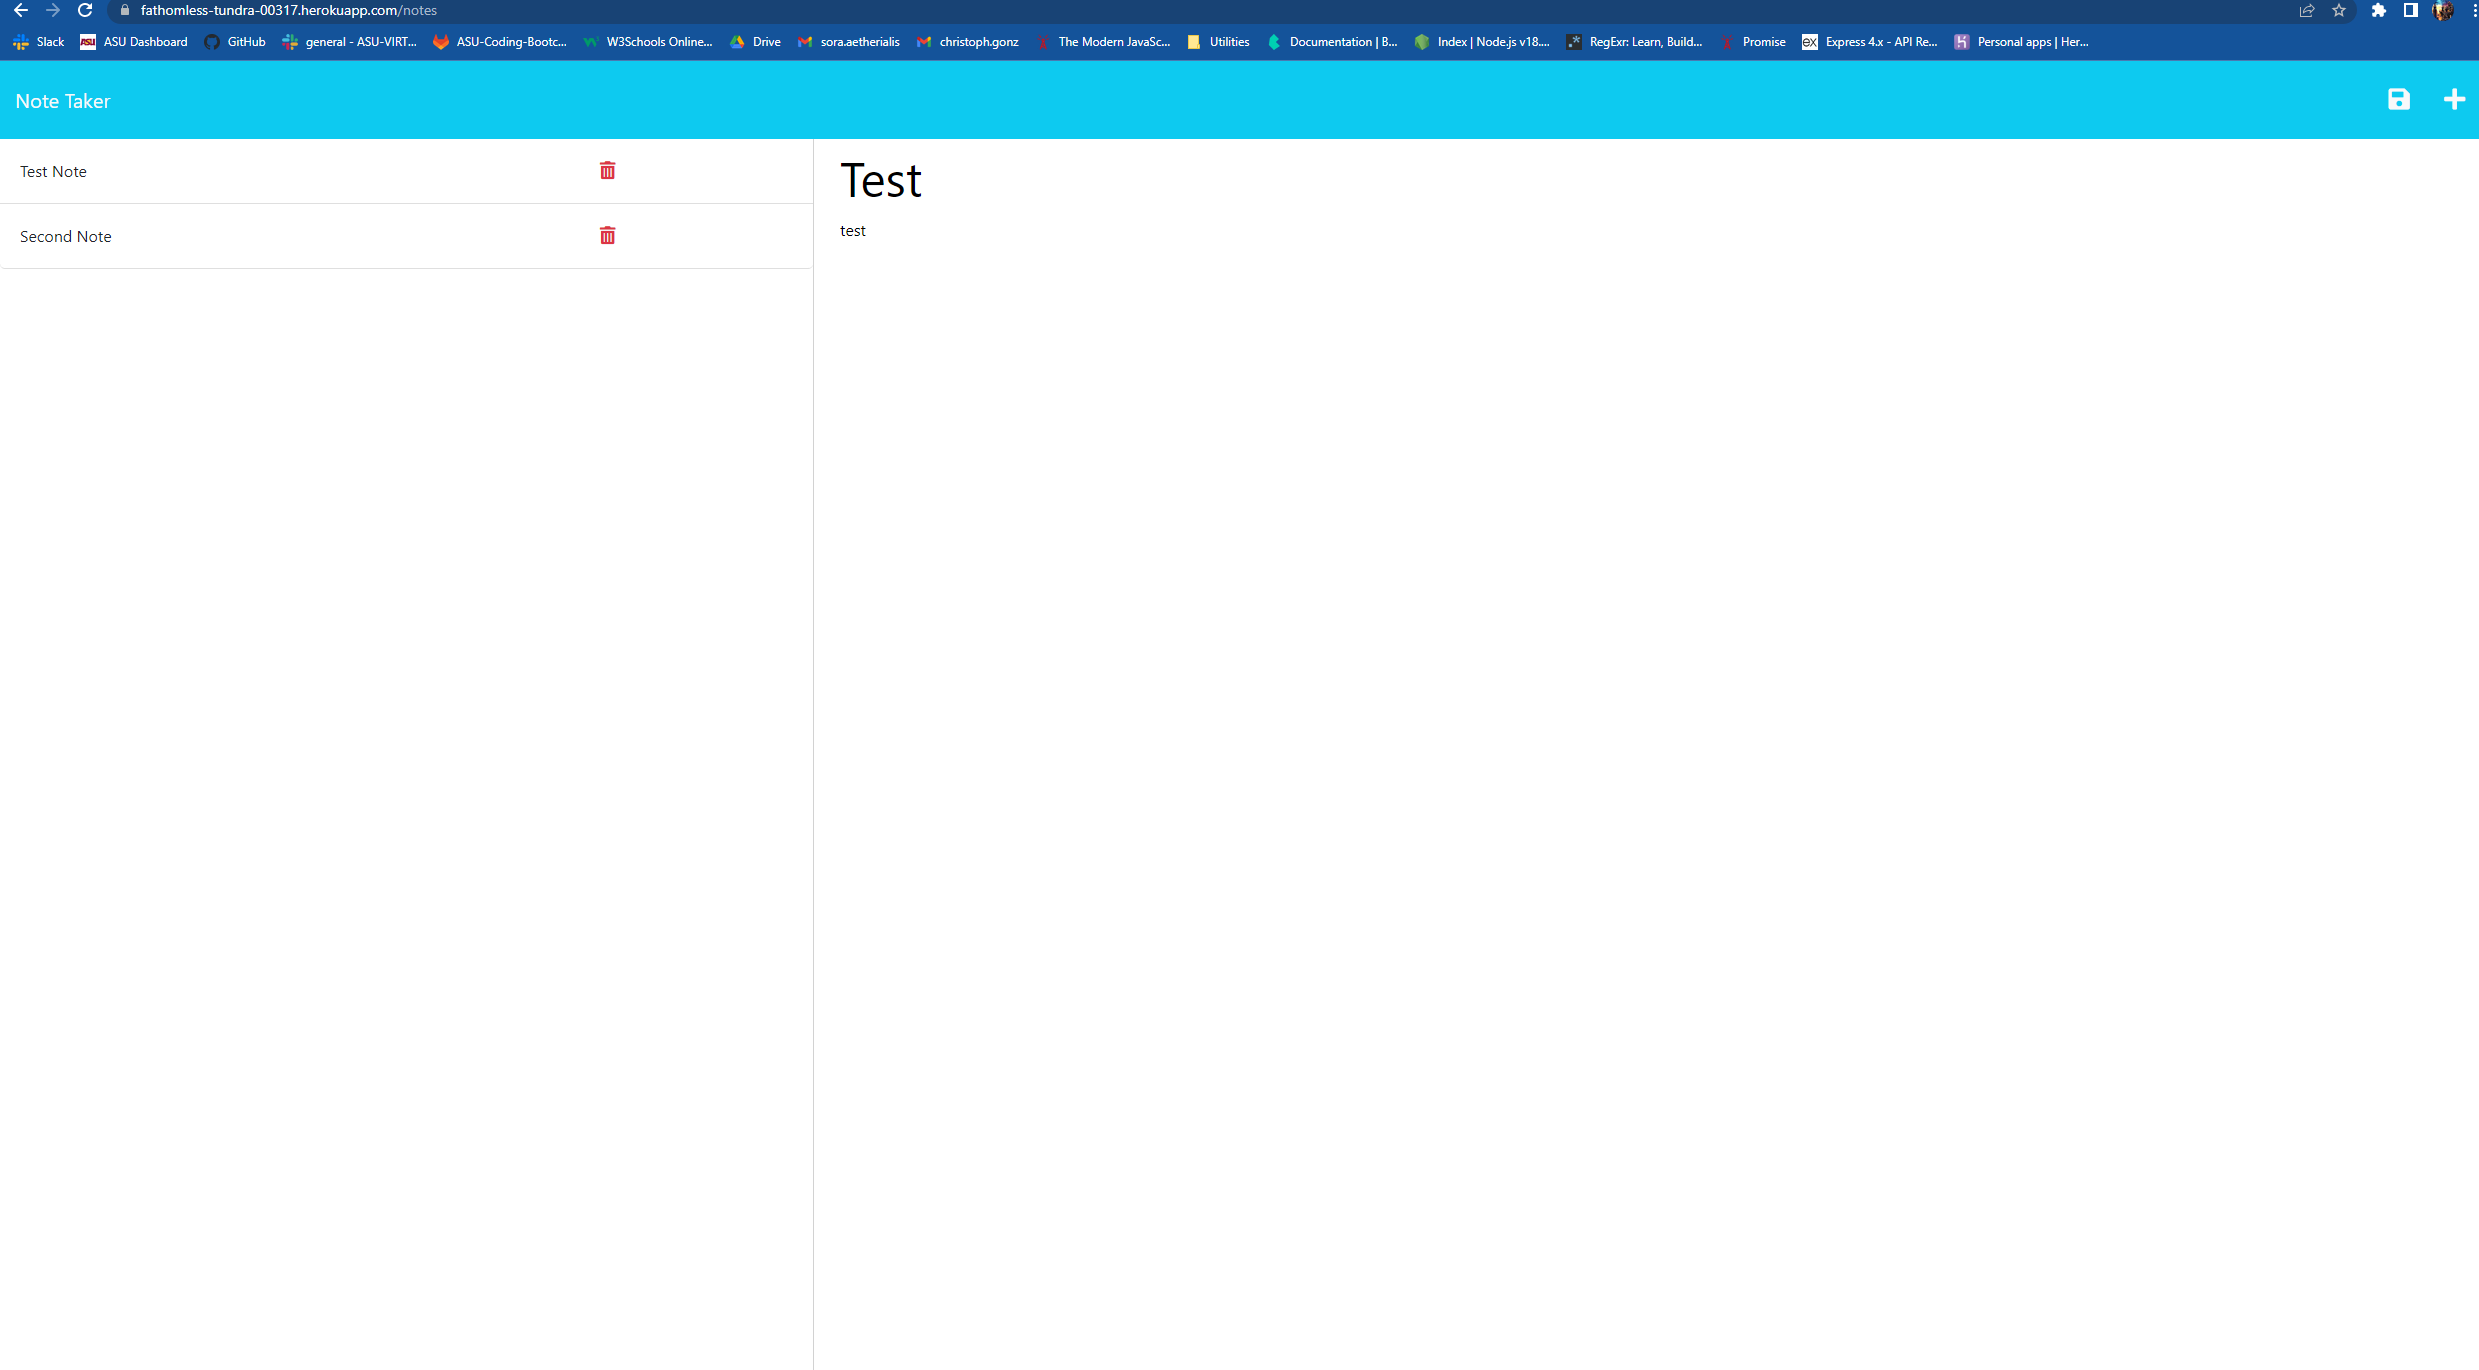 fathomless-tundra-00317.herokuapp.com/notes
Slack ASU Dashboard GitHub general - ASU-VIRT... ASU-Coding-Bootc... W3Schools Online... Drive sora.aetherialis christoph.gonz The Modern JavaSc... Utilities Documentation | B... Index | Node.js v18.... RegExr: Learn, Build... Promise Express 4.x - API Re... Personal apps | Her...
Note Taker
Test Note
Second Note
Test
test